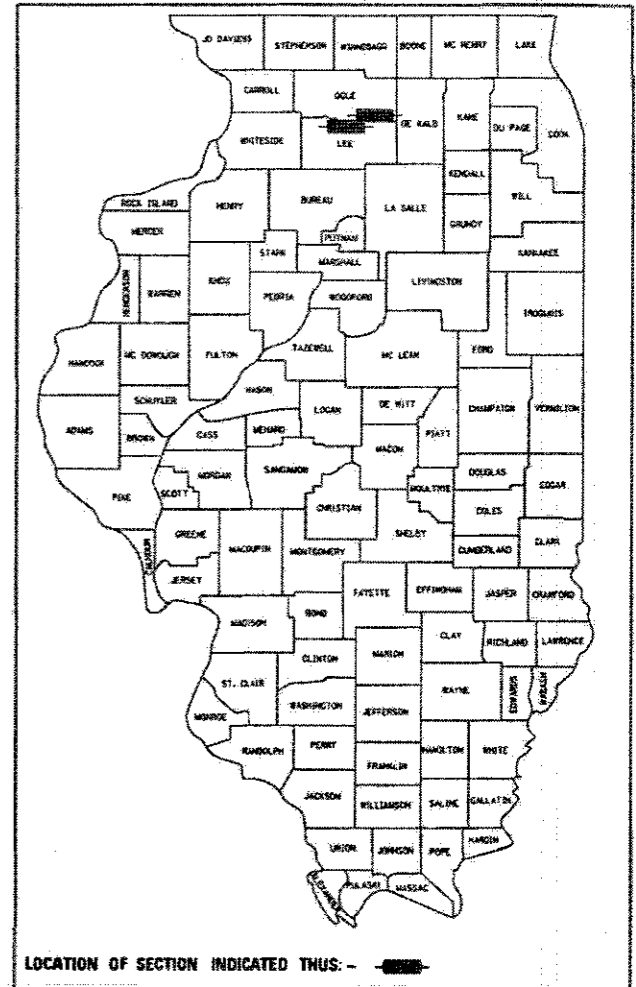 JO DAVIESS STEPHENSON WINNEBAGO BOONE MC HENRY LAKE
CARROLL OGLE
DE KALB KANE DU PAGE COOK
WHITESIDE LEE
KENDALL WILL
ROCK ISLAND HENRY BUREAU LA SALLE GRUNDY
MERCER PUTNAM KANKAKEE
STARK MARSHALL
HENDERSON WARREN KNOX PEORIA WOODFORD LIVINGSTON IROQUOIS
HANCOCK MC DONOUGH FULTON TAZEWELL MC LEAN FORD
MASON
SCHUYLER LOGAN DE WITT CHAMPAIGN VERMILION
ADAMS BROWN CASS MENARD MACON PIATT
MORGAN SANGAMON DOUGLAS
PIKE SCOTT CHRISTIAN MOULTRIE EDGAR
COLES
GREENE MACOUPIN MONTGOMERY SHELBY CUMBERLAND CLARK
CALHOUN JERSEY
FAYETTE EFFINGHAM JASPER CRAWFORD
MADISON BOND
CLAY RICHLAND LAWRENCE
CLINTON MARION
ST. CLAIR WAYNE EDWARDS WABASH
WASHINGTON JEFFERSON
MONROE
RANDOLPH PERRY HAMILTON WHITE
FRANKLIN
JACKSON WILLIAMSON SALINE GALLATIN
UNION JOHNSON POPE HARDIN
ALEXANDER PULASKI MASSAC
LOCATION OF SECTION INDICATED THUS: -